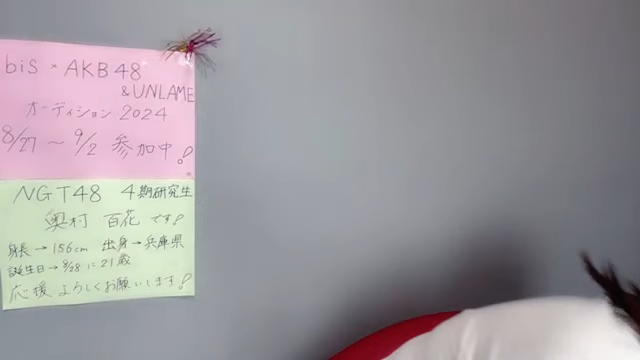 bis × AKB48
&UNLAME
オーディション 2024
8/27 〜 9/2 参加中!
NGT48 4期研究生
奥村 百花 です!
身長→156cm 出身→兵庫県
誕生日→8/28 に 21歳
応援 よろしくお願いします!